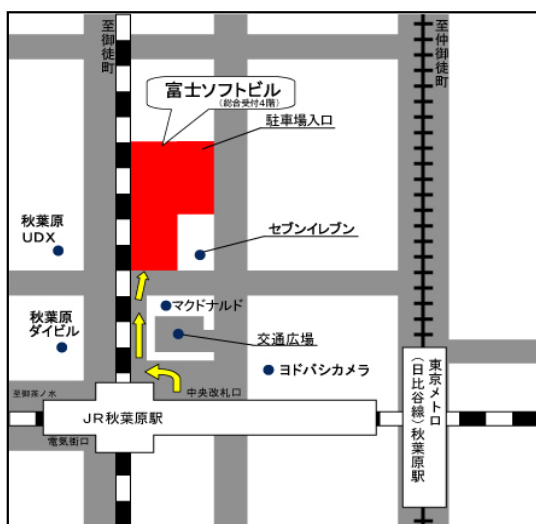 至御徒町
至仲御徒町
富士ソフトビル
(総合受付4階)
駐車場入口
秋葉原
UDX
セブンイレブン
マクドナルド
秋葉原
ダイビル
交通広場
ヨドバシカメラ
至御茶ノ水
中央改札口
JR秋葉原駅
電気街口
東京メトロ
(日比谷線)秋葉原駅